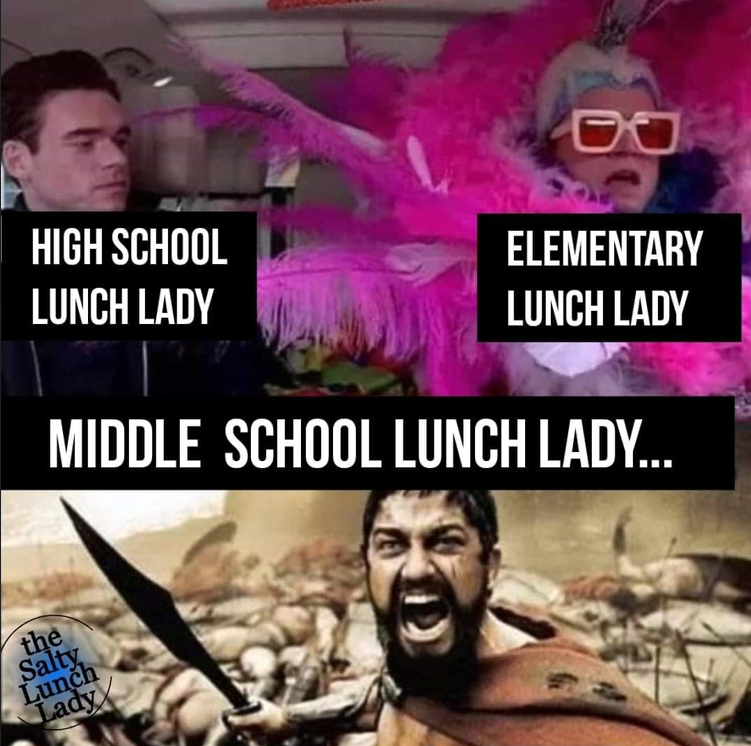 HIGH SCHOOL
LUNCH LADY
ELEMENTARY
LUNCH LADY
MIDDLE SCHOOL LUNCH LADY...
the
Salty
Lunch
Lady